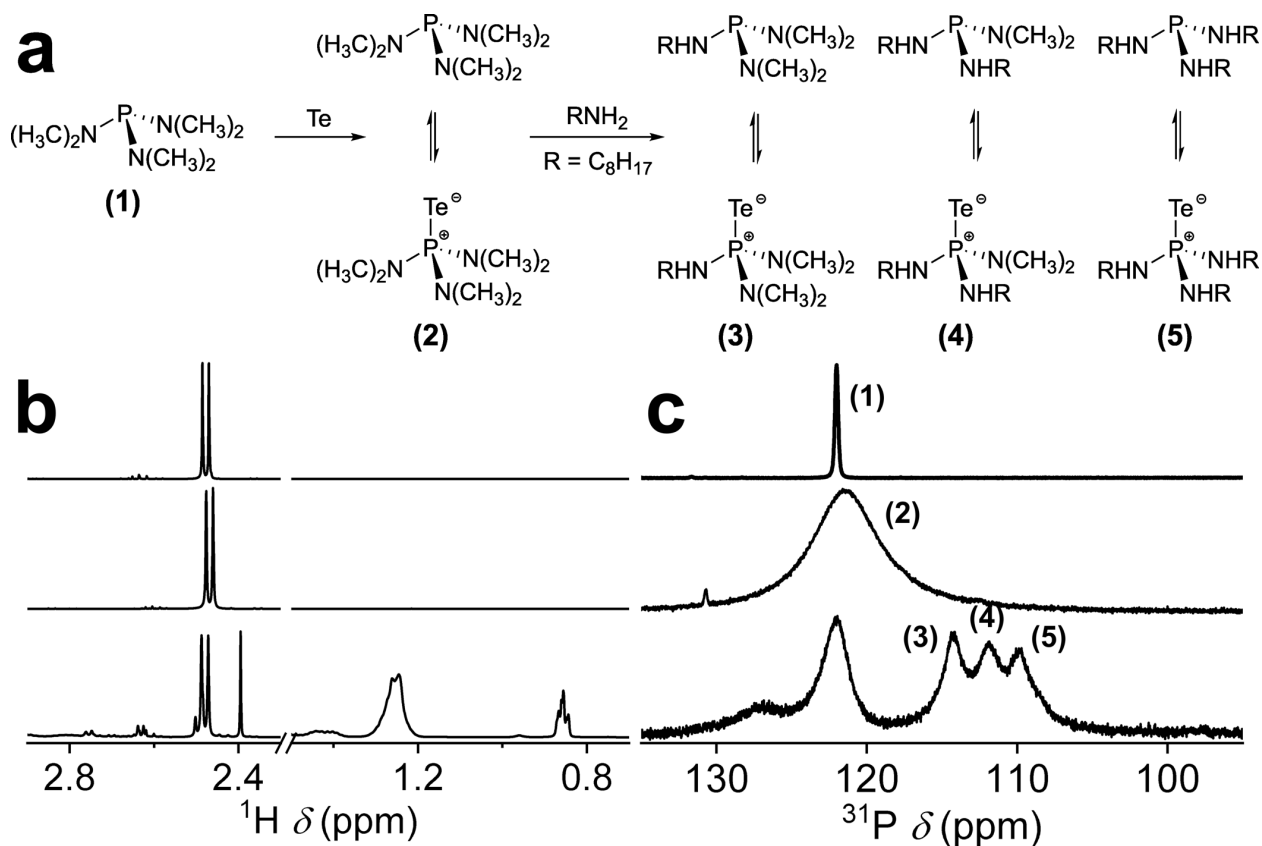 a
(H₃C)₂N P N(CH₃)₂
N(CH₃)₂
(1)
Te
(H₃C)₂N P N(CH₃)₂
N(CH₃)₂
Te⊖
(H₃C)₂N P⊕ N(CH₃)₂
N(CH₃)₂
(2)
RNH₂
R = C₈H₁₇
RHN P N(CH₃)₂
N(CH₃)₂
Te⊖
RHN P⊕ N(CH₃)₂
N(CH₃)₂
(3)
RHN P N(CH₃)₂
NHR
Te⊖
RHN P⊕ N(CH₃)₂
NHR
(4)
RHN P NHR
NHR
Te⊖
RHN P⊕ NHR
NHR
(5)
b
2.8 2.4 1.2 0.8
¹H δ (ppm)
c
(1)
(2)
(3) (4) (5)
130 120 110 100
³¹P δ (ppm)